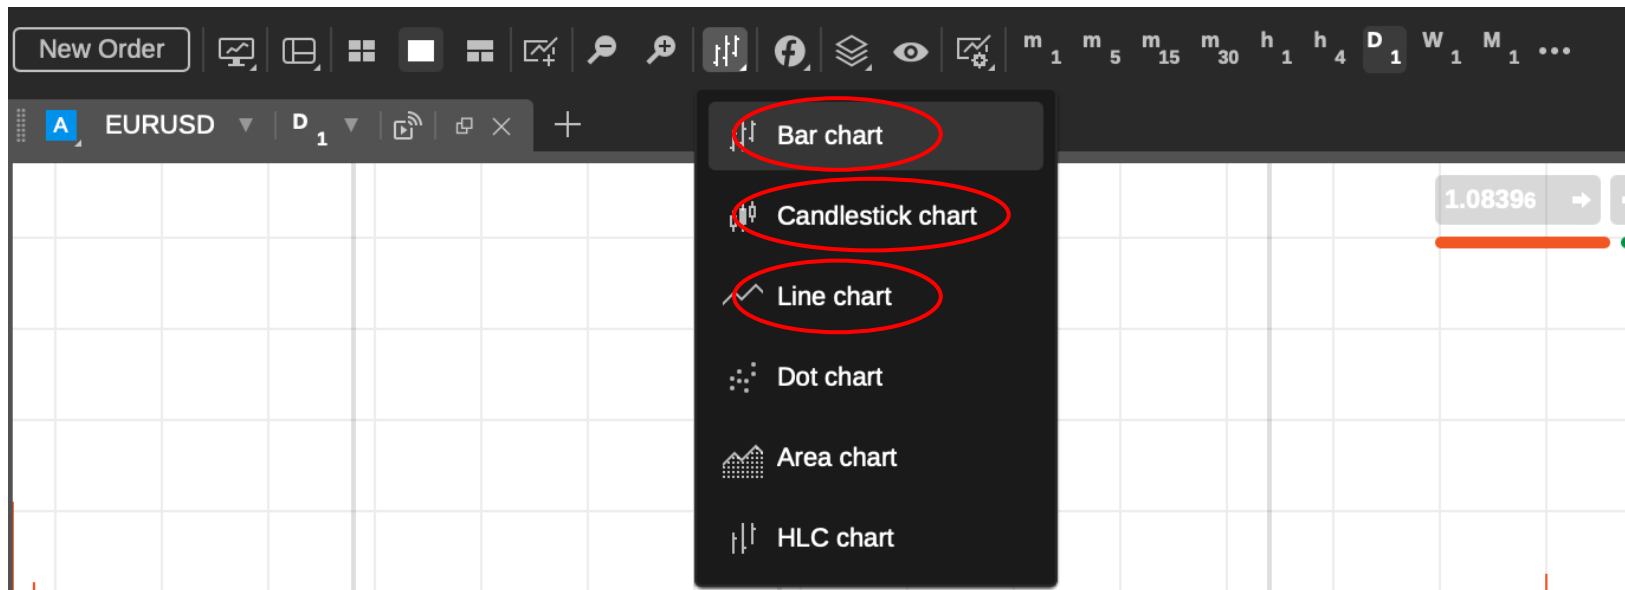 New Order m1 m5 m15 m30 h1 h4 D1 W1 M1
A EURUSD D1
Bar chart
Candlestick chart
1.08396
Line chart
Dot chart
Area chart
HLC chart